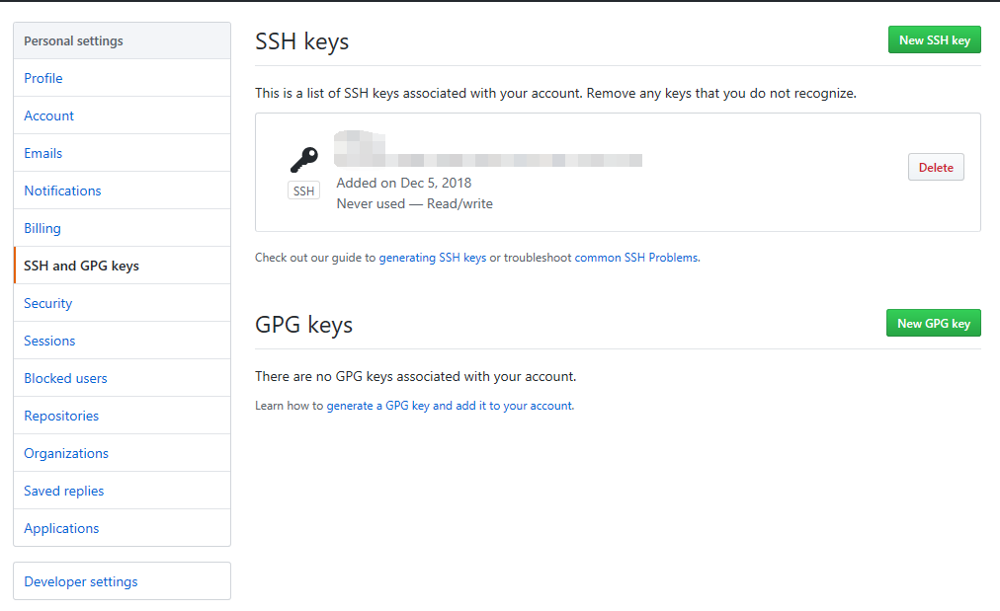 Personal settings
Profile
Account
Emails
Notifications
Billing
SSH and GPG keys
Security
Sessions
Blocked users
Repositories
Organizations
Saved replies
Applications
Developer settings
SSH keys
New SSH key
This is a list of SSH keys associated with your account. Remove any keys that you do not recognize.
SSH
Added on Dec 5, 2018
Never used — Read/write
Delete
Check out our guide to generating SSH keys or troubleshoot common SSH Problems.
GPG keys
New GPG key
There are no GPG keys associated with your account.
Learn how to generate a GPG key and add it to your account.